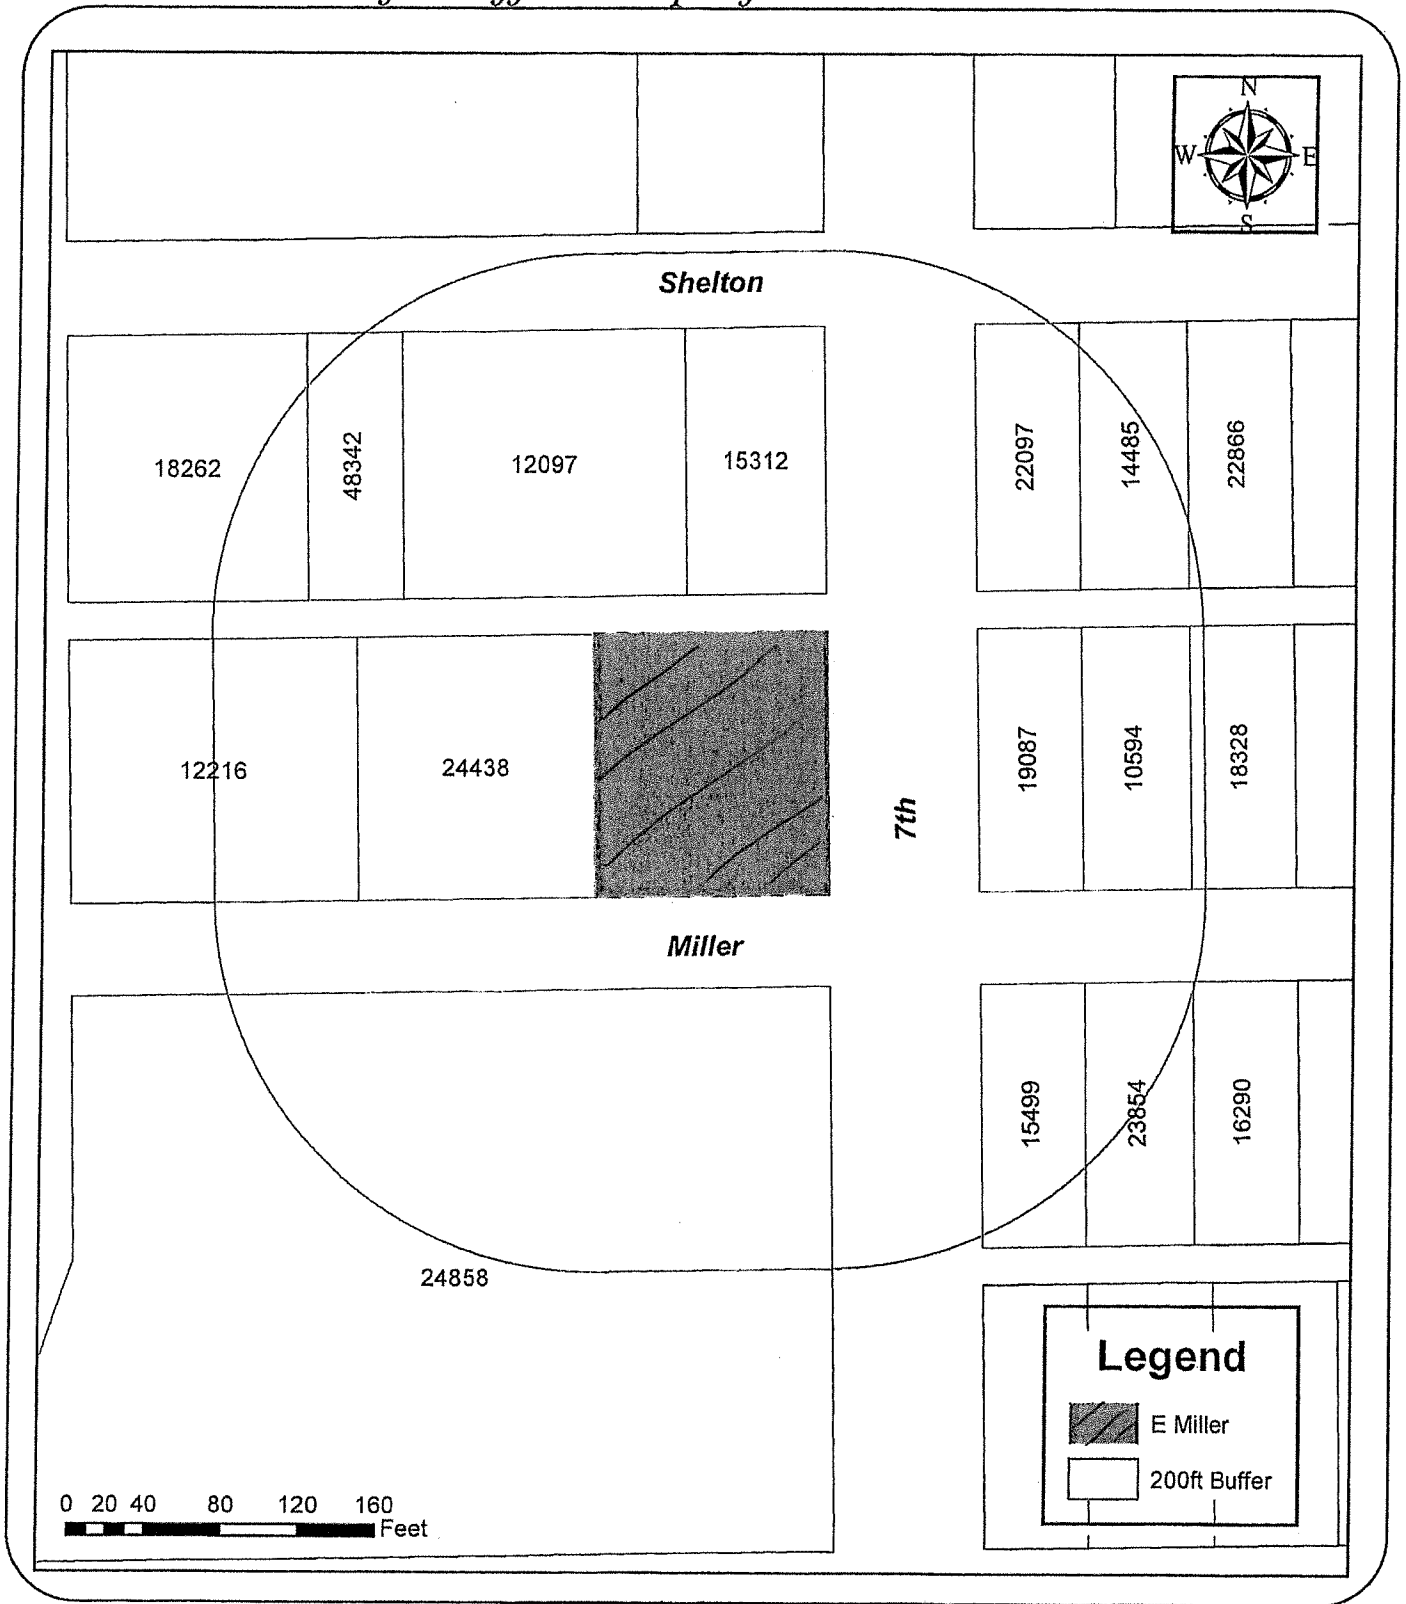 N
W E
S
Shelton
18262 48342 12097 15312 22097 14485 22866
12216 24438 19087 10594 18328
7th
Miller
15499 23854 16290
24858
Legend
E Miller
200ft Buffer
0 20 40 80 120 160
Feet